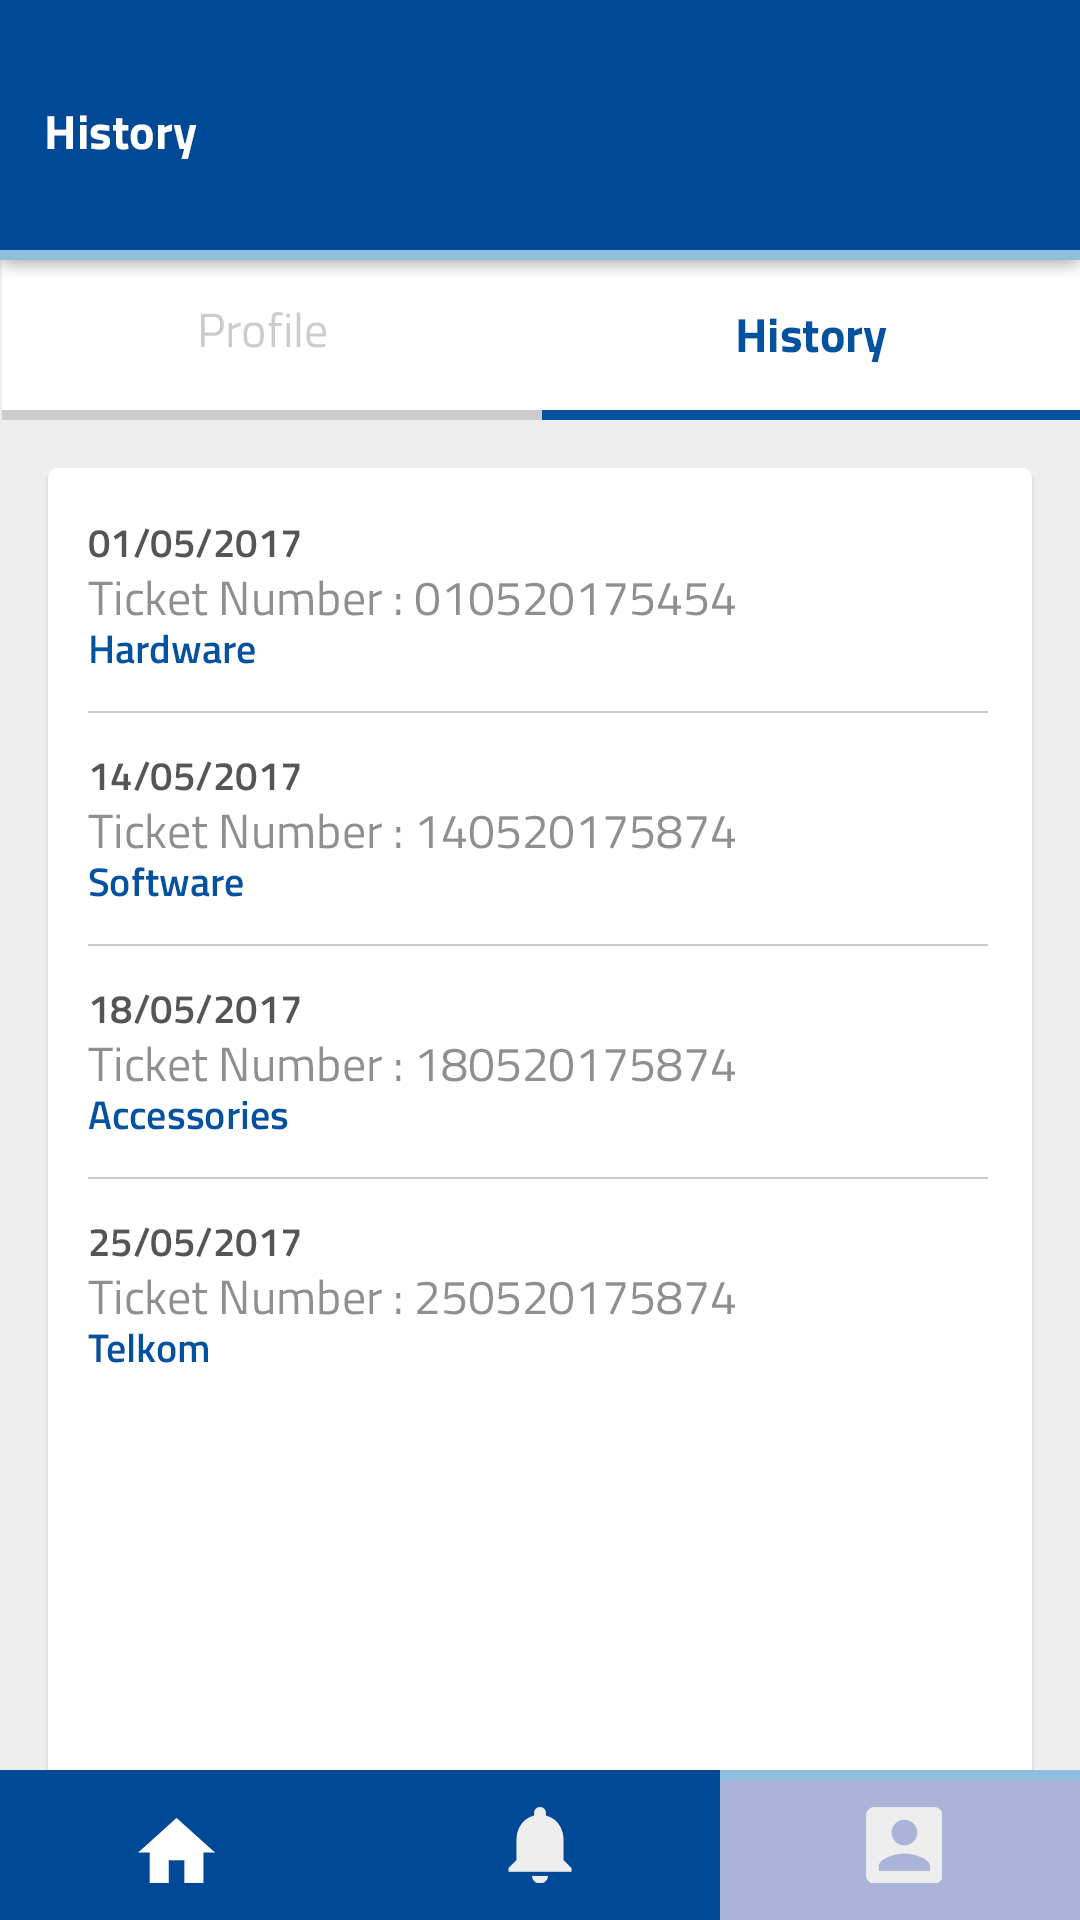 History
Profile
History
01/05/2017
Ticket Number : 010520175454
Hardware
14/05/2017
Ticket Number : 140520175874
Software
18/05/2017
Ticket Number : 180520175874
Accessories
25/05/2017
Ticket Number : 250520175874
Telkom